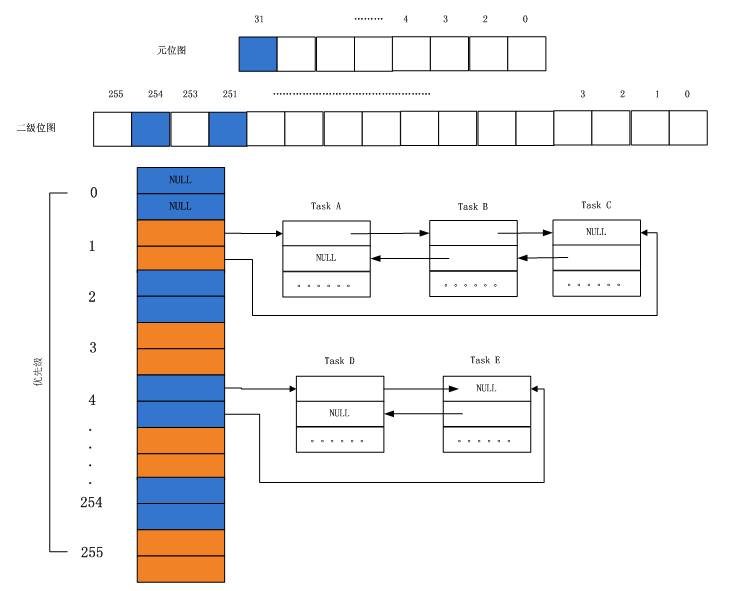 31 ········· 4 3 2 0
元位图
255 254 253 251 ······································ 3 2 1 0
二级位图
NULL
0
NULL
Task A Task B Task C
NULL
1
NULL
。。。。。。 。。。。。。 。。。。。。
2
3
优先级
Task D Task E
NULL
4
NULL
。。。。。。 。。。。。。
.
.
.
.
254
255